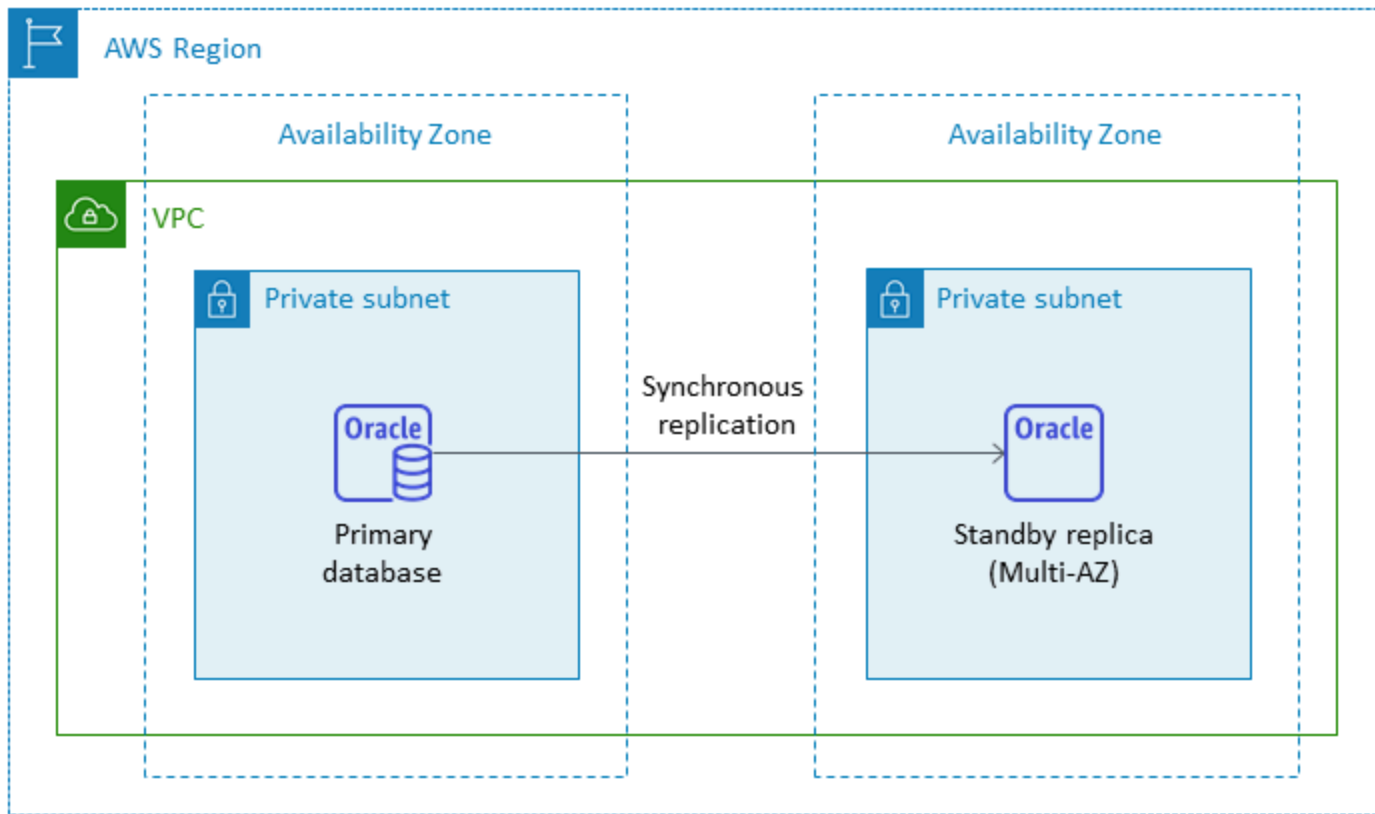 AWS Region
Availability Zone
Availability Zone
VPC
Private subnet
Private subnet
Synchronous
replication
Oracle
Oracle
Primary
database
Standby replica
(Multi-AZ)